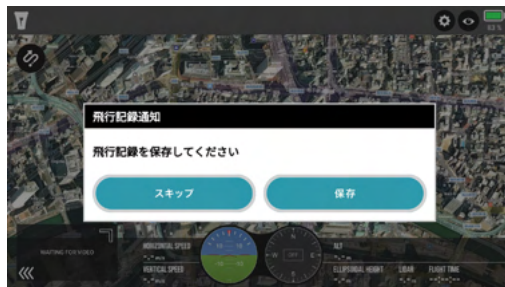 63 %
飛行記録通知
飛行記録を保存してください
スキップ
保存
WAITING FOR VIDEO
HORIZONTAL SPEED
VERTICAL SPEED
N
W
E
OFF
ALT
ELLIPSOIDAL HEIGHT
LIDAR
FLIGHT TIME